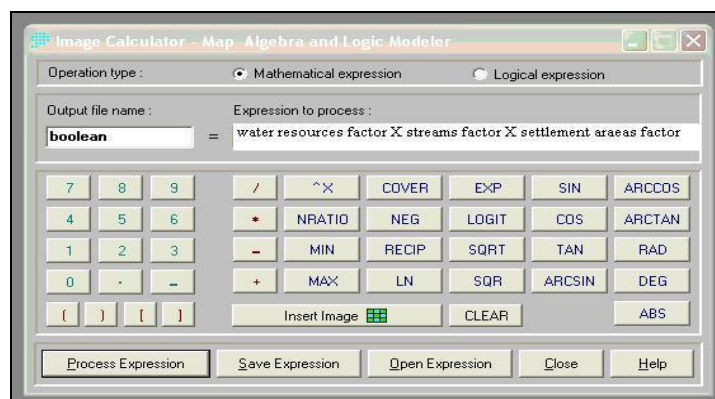 Image Calculator - Map Algebra and Logic Modeler
Operation type : Mathematical expression Logical expression
Output file name : Expression to process :
boolean = water resources factor X streams factor X settlement araeas factor
7 8 9 / ^X COVER EXP SIN ARCCOS
4 5 6 * NRATIO NEG LOGIT COS ARCTAN
1 2 3 - MIN RECIP SQRT TAN RAD
0 . - + MAX LN SQR ARCSIN DEG
( ) [ ] Insert Image CLEAR ABS
Process Expression Save Expression Open Expression Close Help